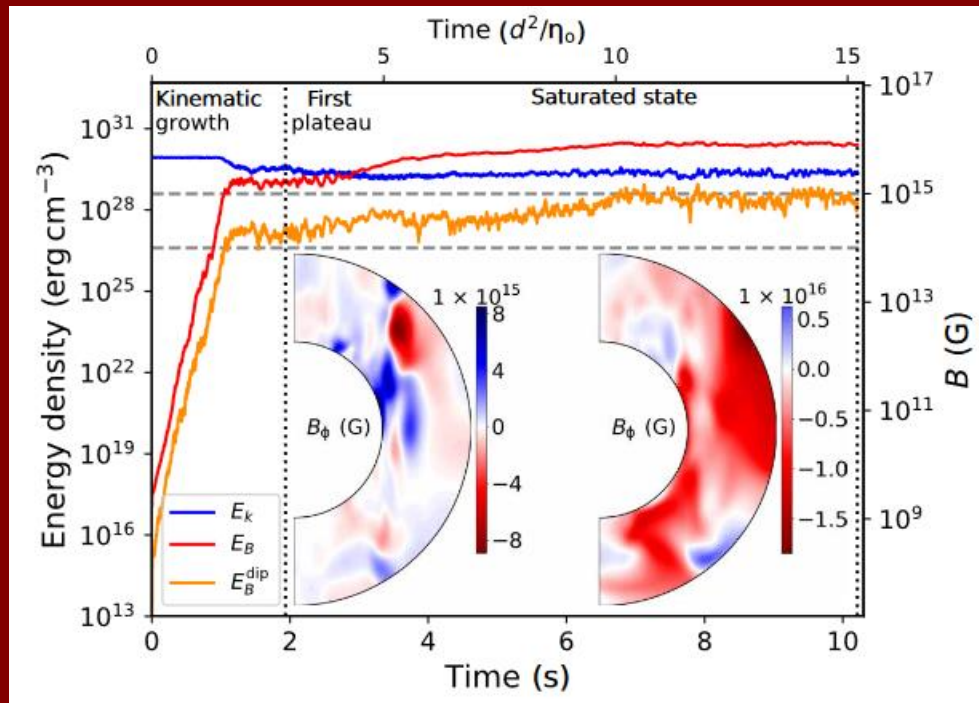 Time (d²/ηₒ)
0 5 10 15
Kinematic growth
First plateau
Saturated state
Energy density (erg cm⁻³)
10³¹
10²⁸
10²⁵
10²²
10¹⁹
10¹⁶
10¹³
B (G)
10¹⁷
10¹⁵
10¹³
10¹¹
10⁹
1 × 10¹⁵
8
4
0
−4
−8
B_ϕ (G)
1 × 10¹⁶
0.5
0.0
−0.5
−1.0
−1.5
B_ϕ (G)
E_k
E_B
E_B^dip
0 2 4 6 8 10
Time (s)